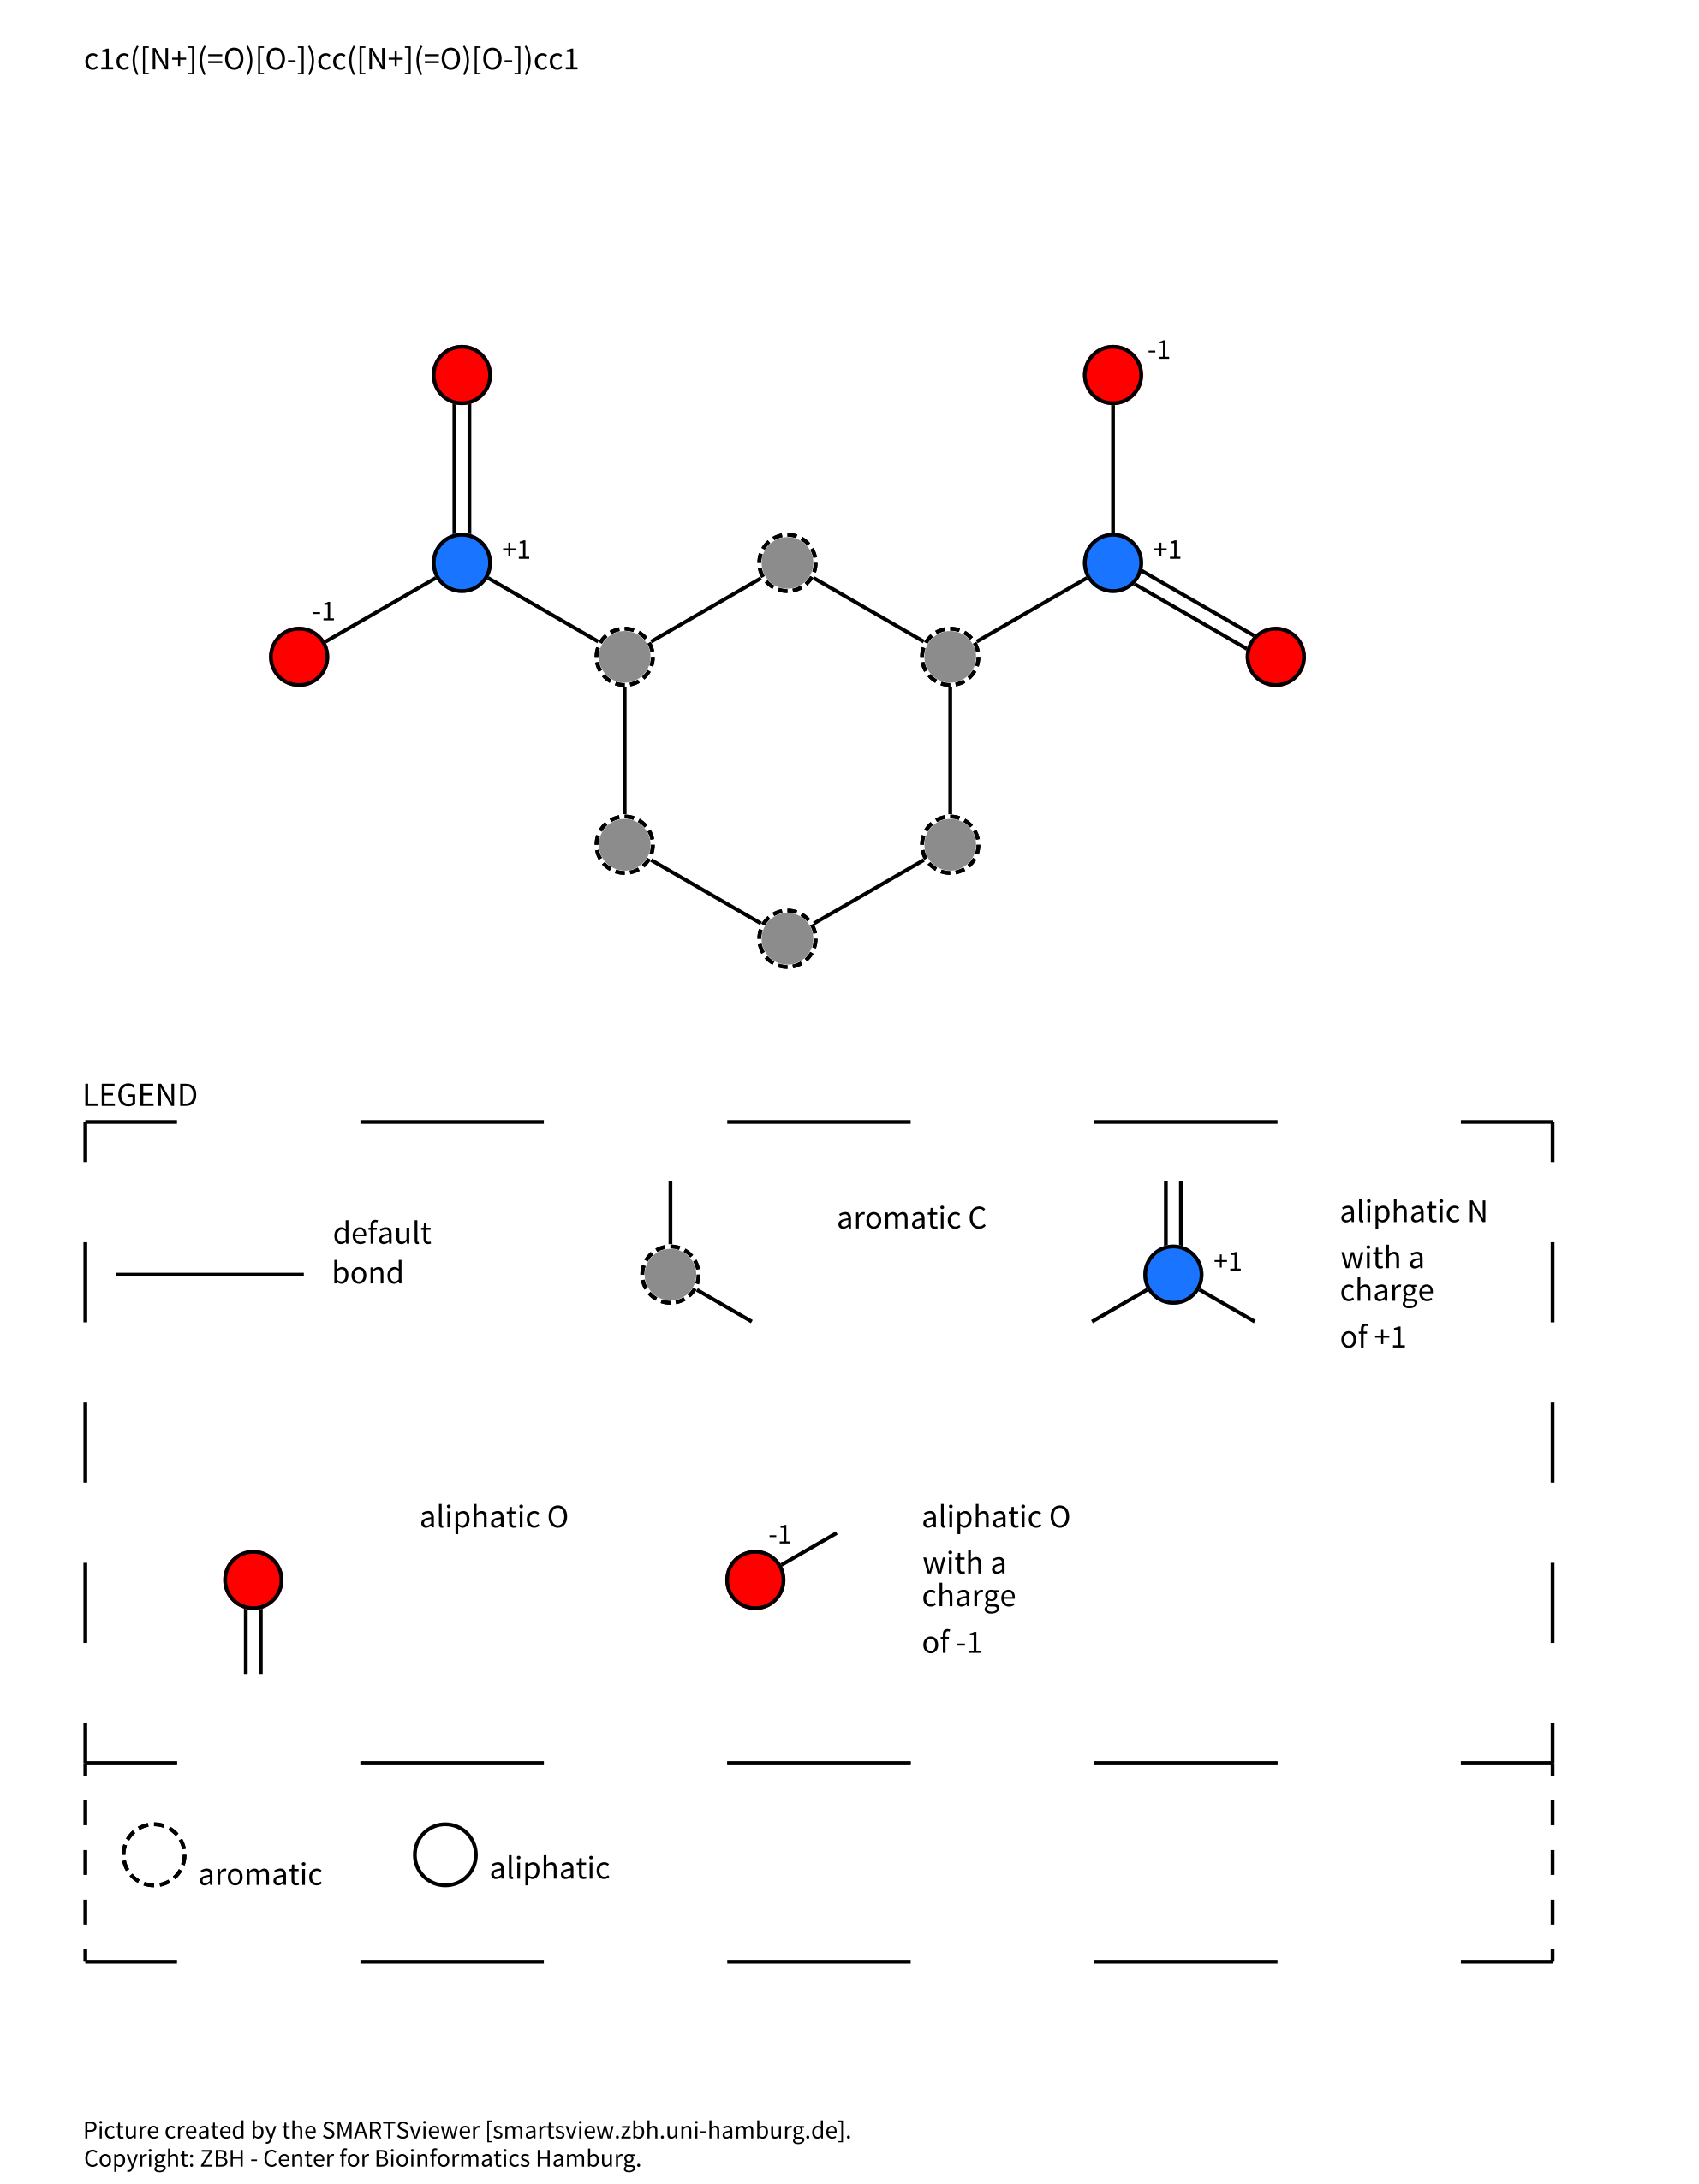 c1c([N+](=O)[O-])cc([N+](=O)[O-])cc1
-1
+1
+1
-1
LEGEND
default
bond
aromatic C
+1
aliphatic N
with a
charge
of +1
aliphatic O
-1
aliphatic O
with a
charge
of -1
aromatic
aliphatic
Picture created by the SMARTSviewer [smartsview.zbh.uni-hamburg.de].
Copyright: ZBH - Center for Bioinformatics Hamburg.